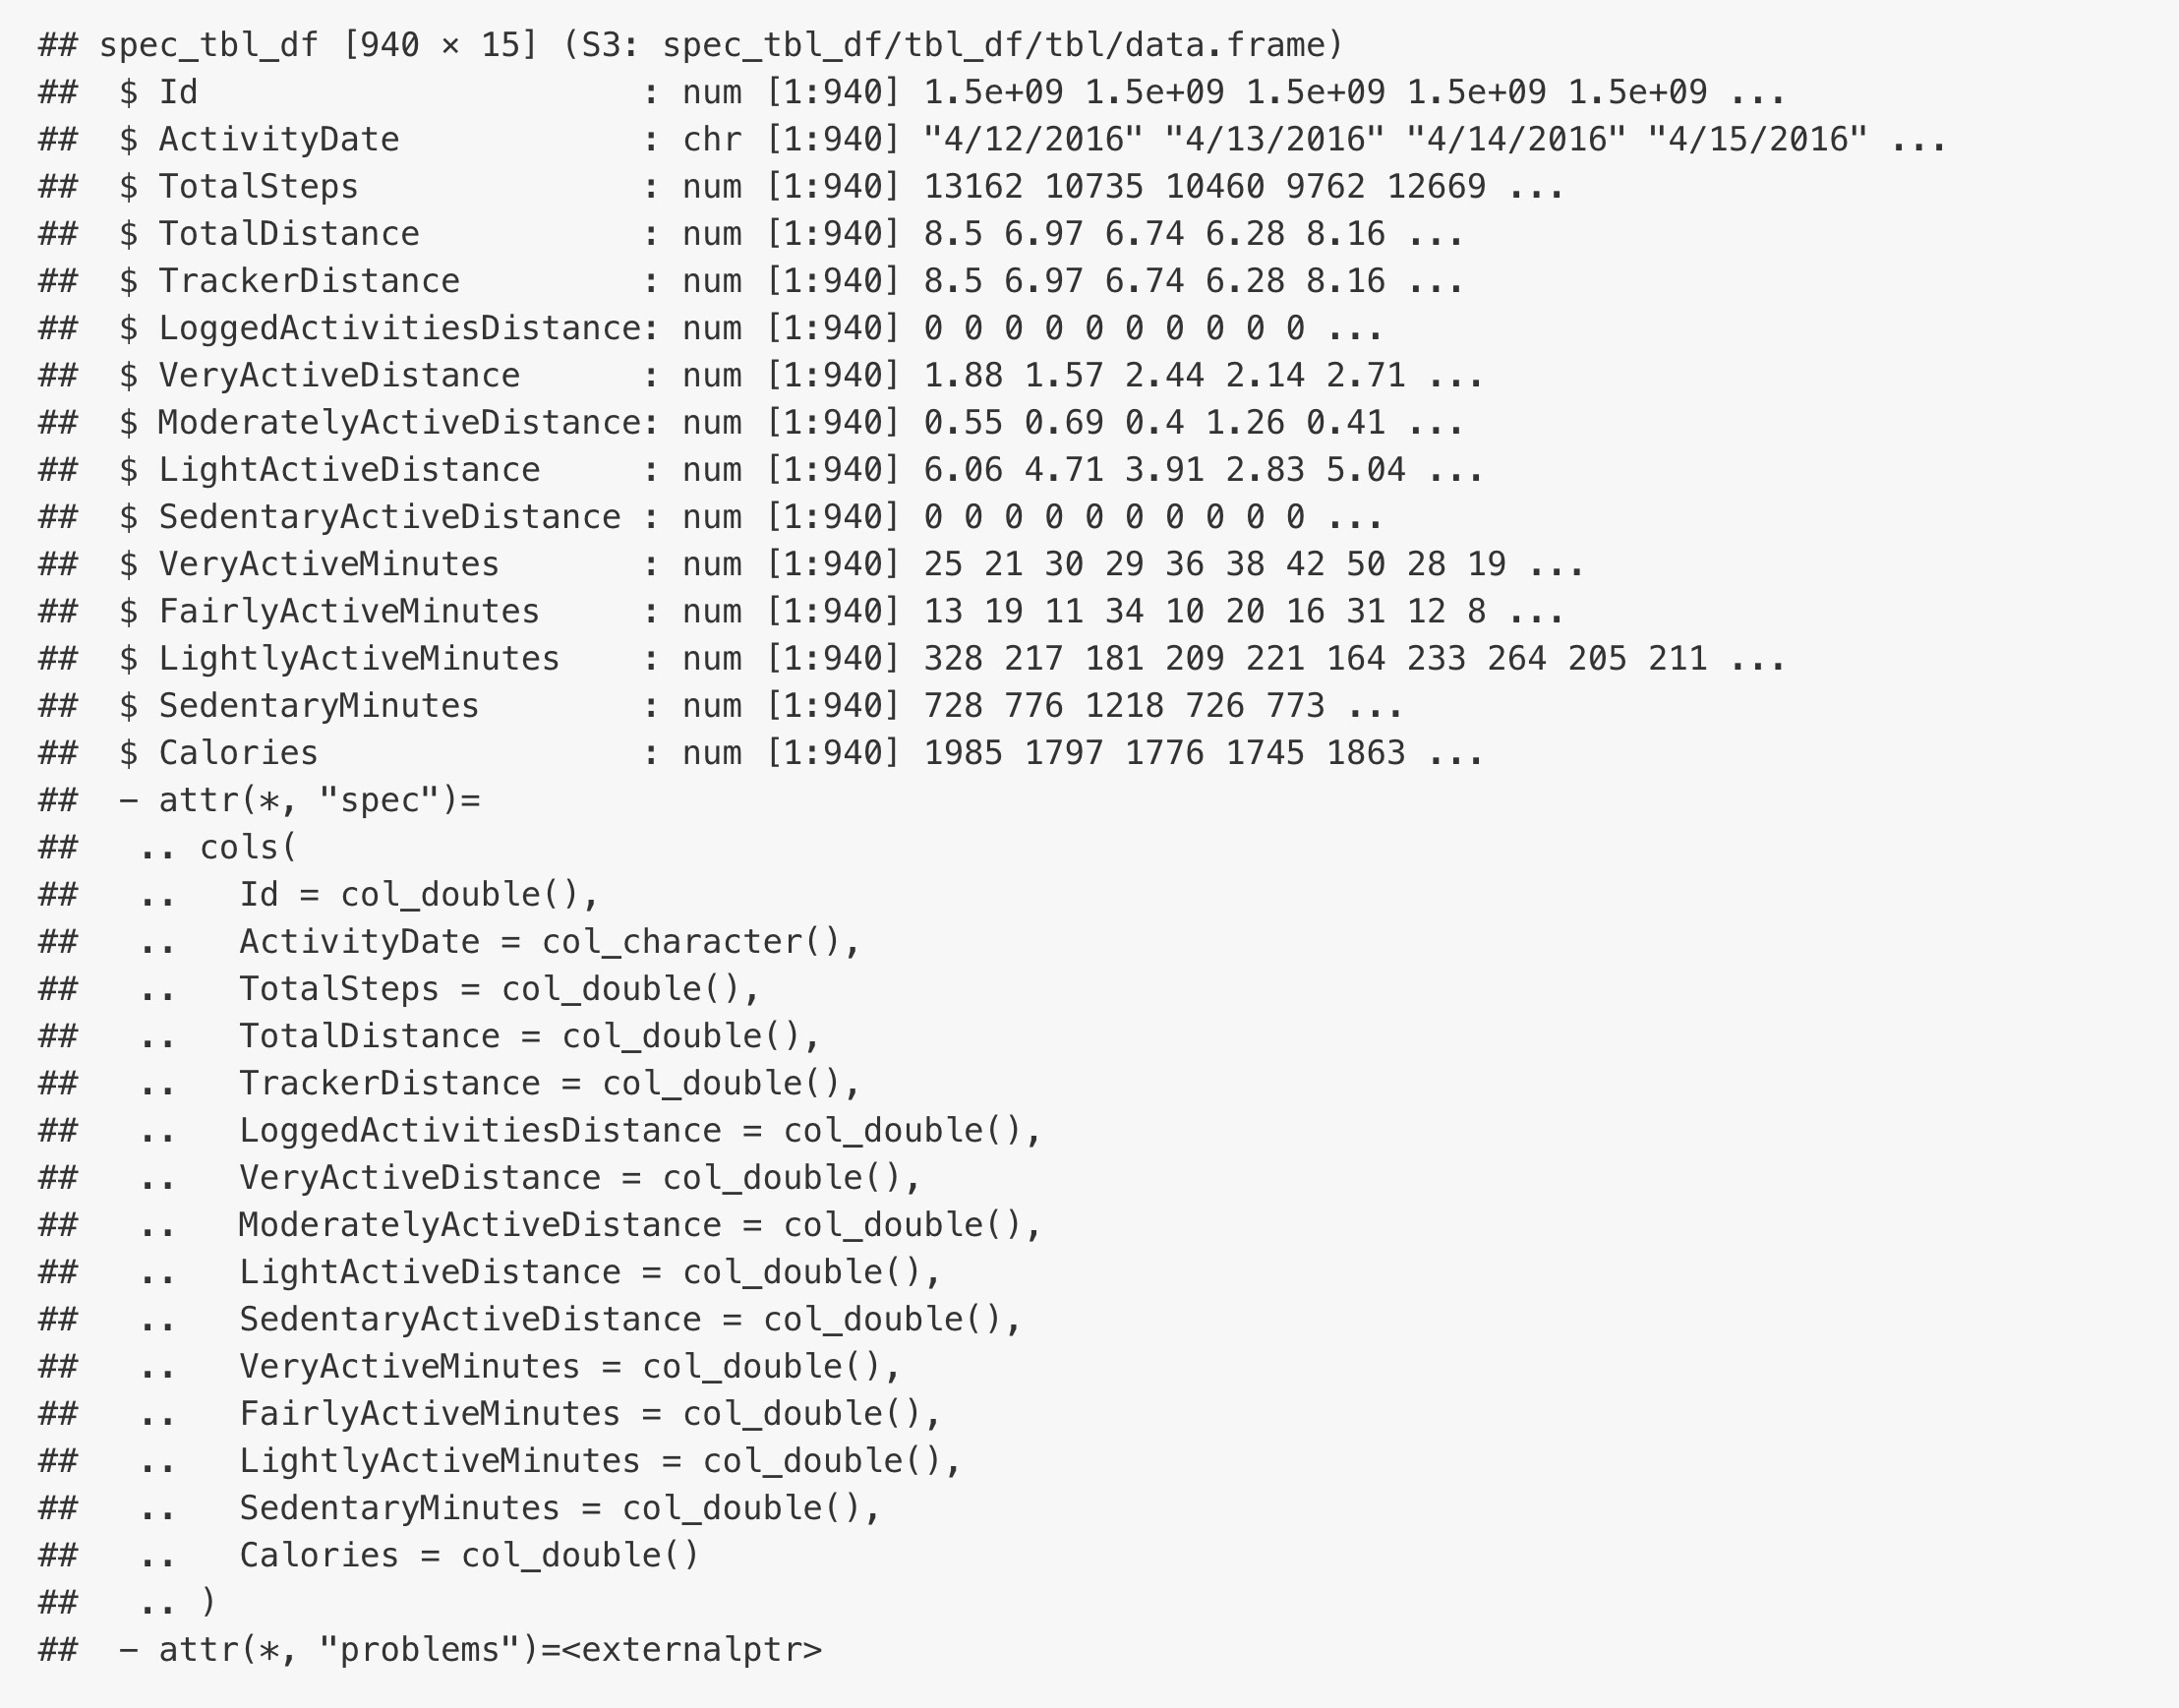 ## spec_tbl_df [940 × 15] (S3: spec_tbl_df/tbl_df/tbl/data.frame)
##  $ Id                      : num [1:940] 1.5e+09 1.5e+09 1.5e+09 1.5e+09 1.5e+09 ...
##  $ ActivityDate            : chr [1:940] "4/12/2016" "4/13/2016" "4/14/2016" "4/15/2016" ...
##  $ TotalSteps              : num [1:940] 13162 10735 10460 9762 12669 ...
##  $ TotalDistance           : num [1:940] 8.5 6.97 6.74 6.28 8.16 ...
##  $ TrackerDistance         : num [1:940] 8.5 6.97 6.74 6.28 8.16 ...
##  $ LoggedActivitiesDistance: num [1:940] 0 0 0 0 0 0 0 0 0 0 ...
##  $ VeryActiveDistance      : num [1:940] 1.88 1.57 2.44 2.14 2.71 ...
##  $ ModeratelyActiveDistance: num [1:940] 0.55 0.69 0.4 1.26 0.41 ...
##  $ LightActiveDistance     : num [1:940] 6.06 4.71 3.91 2.83 5.04 ...
##  $ SedentaryActiveDistance : num [1:940] 0 0 0 0 0 0 0 0 0 0 ...
##  $ VeryActiveMinutes       : num [1:940] 25 21 30 29 36 38 42 50 28 19 ...
##  $ FairlyActiveMinutes     : num [1:940] 13 19 11 34 10 20 16 31 12 8 ...
##  $ LightlyActiveMinutes    : num [1:940] 328 217 181 209 221 164 233 264 205 211 ...
##  $ SedentaryMinutes        : num [1:940] 728 776 1218 726 773 ...
##  $ Calories                : num [1:940] 1985 1797 1776 1745 1863 ...
##  - attr(*, "spec")=
##   .. cols(
##   ..   Id = col_double(),
##   ..   ActivityDate = col_character(),
##   ..   TotalSteps = col_double(),
##   ..   TotalDistance = col_double(),
##   ..   TrackerDistance = col_double(),
##   ..   LoggedActivitiesDistance = col_double(),
##   ..   VeryActiveDistance = col_double(),
##   ..   ModeratelyActiveDistance = col_double(),
##   ..   LightActiveDistance = col_double(),
##   ..   SedentaryActiveDistance = col_double(),
##   ..   VeryActiveMinutes = col_double(),
##   ..   FairlyActiveMinutes = col_double(),
##   ..   LightlyActiveMinutes = col_double(),
##   ..   SedentaryMinutes = col_double(),
##   ..   Calories = col_double()
##   .. )
##  - attr(*, "problems")=<externalptr>